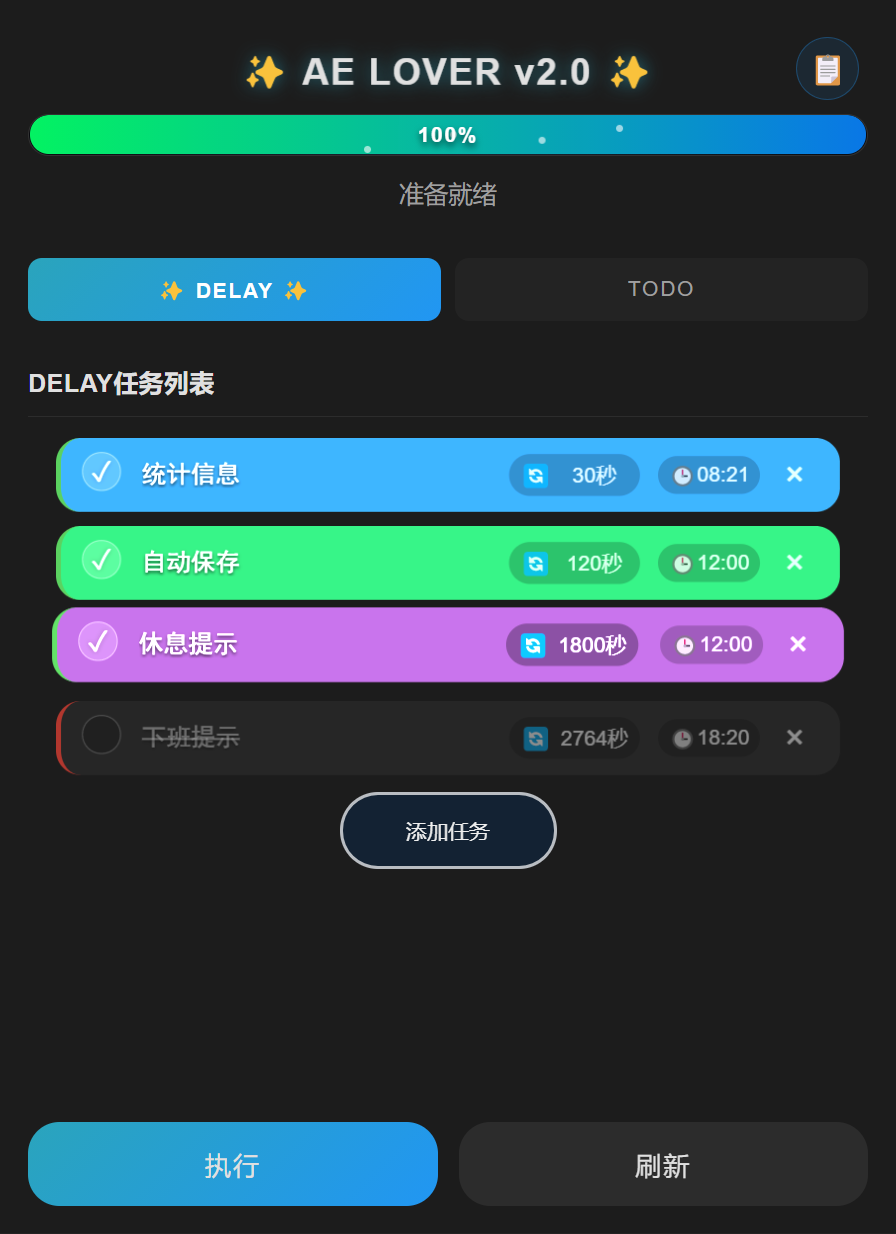 ✨ AE LOVER v2.0 ✨
100%
准备就绪
✨ DELAY ✨ TODO
DELAY任务列表
统计信息 30秒 08:21 ×
自动保存 120秒 12:00 ×
休息提示 1800秒 12:00 ×
下班提示 2764秒 18:20 ×
添加任务
执行 刷新